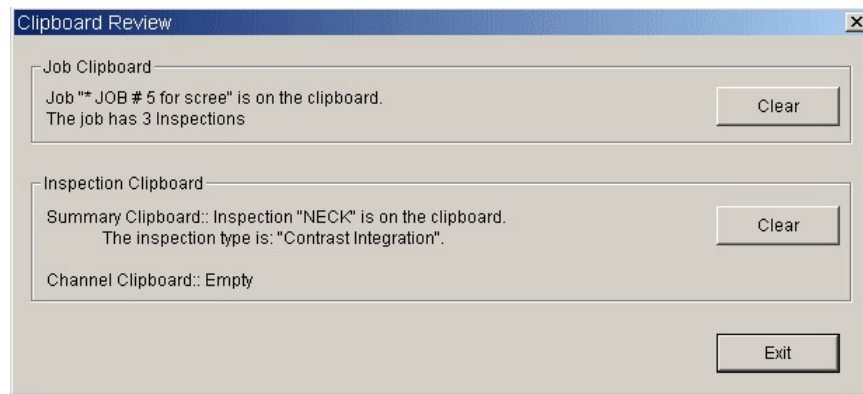 Clipboard Review
Job Clipboard
Job "* JOB # 5 for scree" is on the clipboard.
The job has 3 Inspections
Clear
Inspection Clipboard
Summary Clipboard:: Inspection "NECK" is on the clipboard.
The inspection type is: "Contrast Integration".
Clear
Channel Clipboard:: Empty
Exit